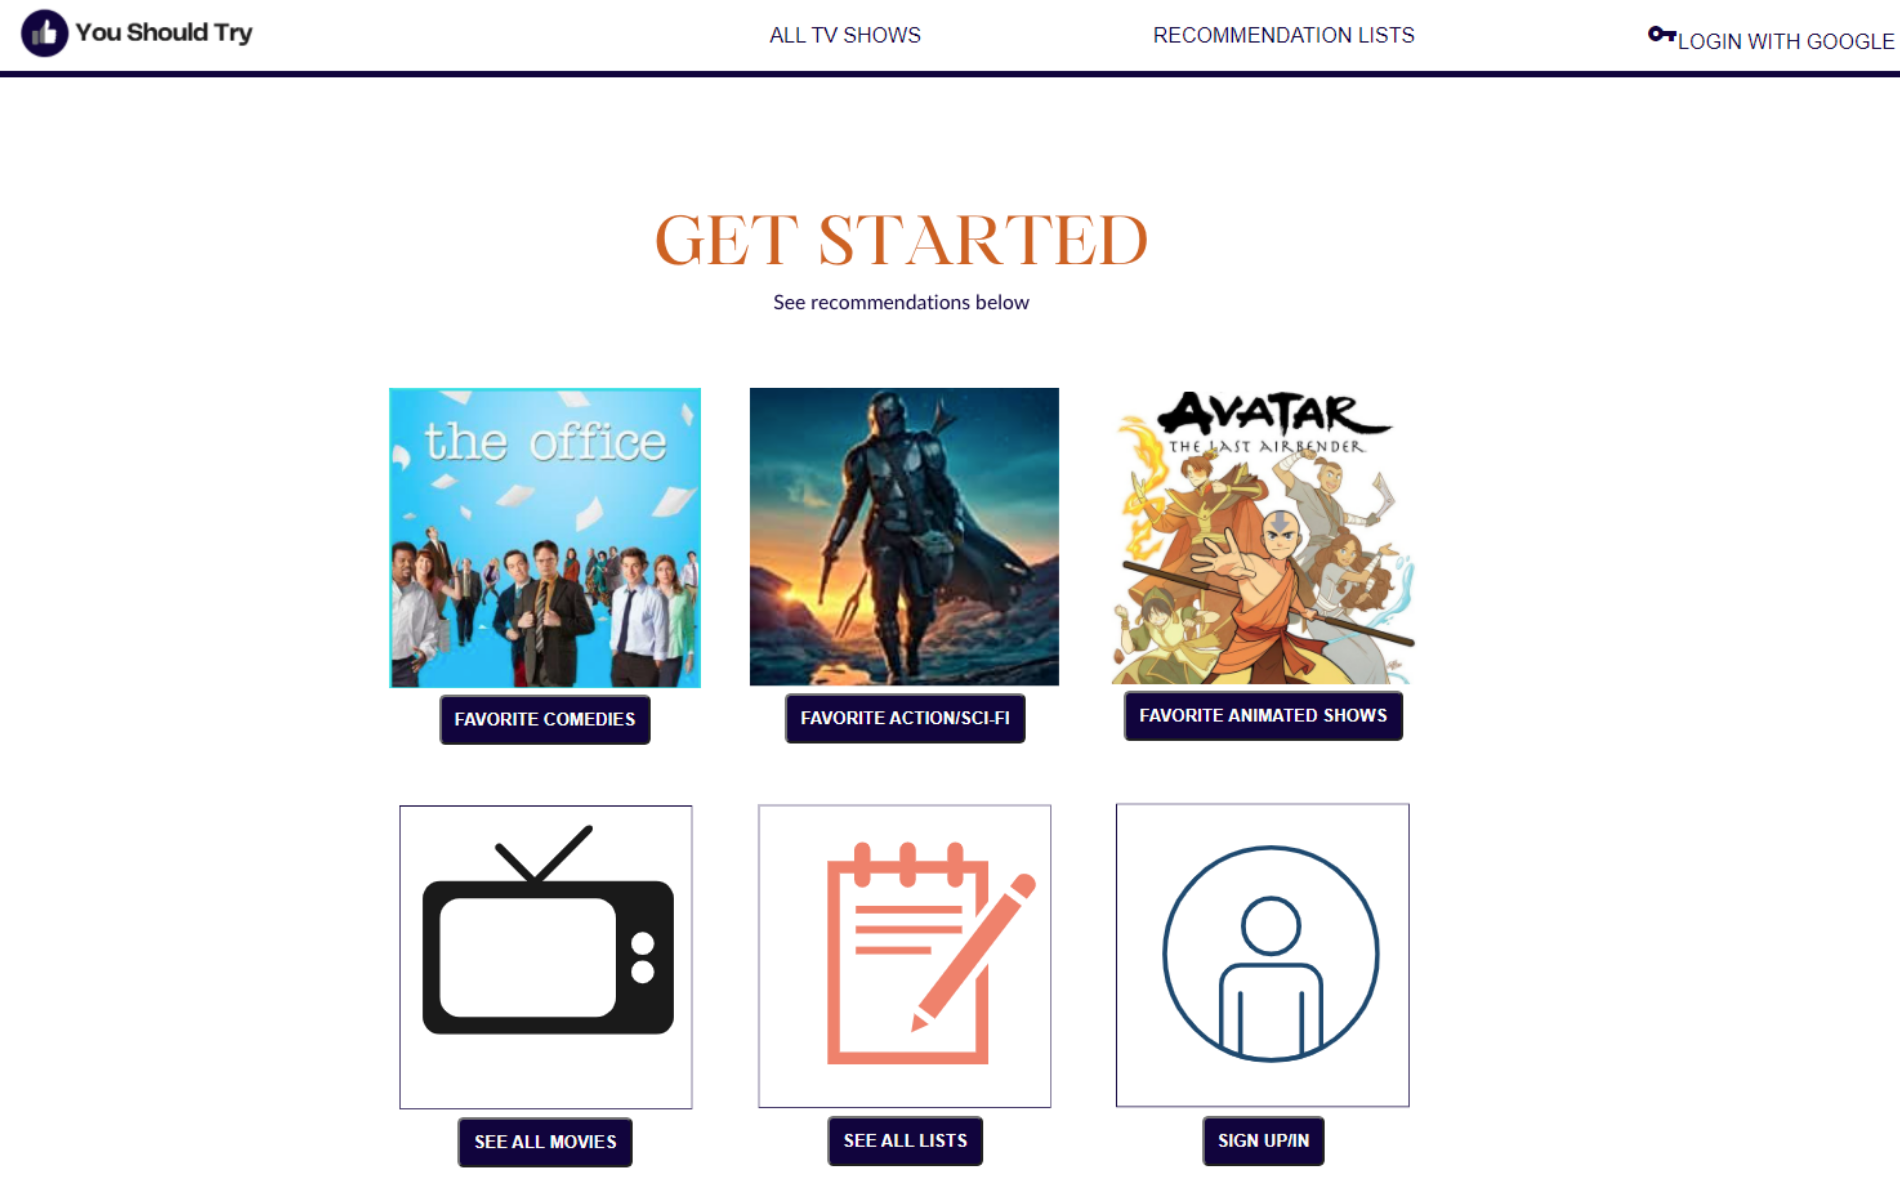 You Should Try
ALL TV SHOWS
RECOMMENDATION LISTS
LOGIN WITH GOOGLE
GET STARTED
See recommendations below
the office
AVATAR
THE LAST AIRBENDER
FAVORITE COMEDIES
FAVORITE ACTION/SCI-FI
FAVORITE ANIMATED SHOWS
SEE ALL MOVIES
SEE ALL LISTS
SIGN UP/IN